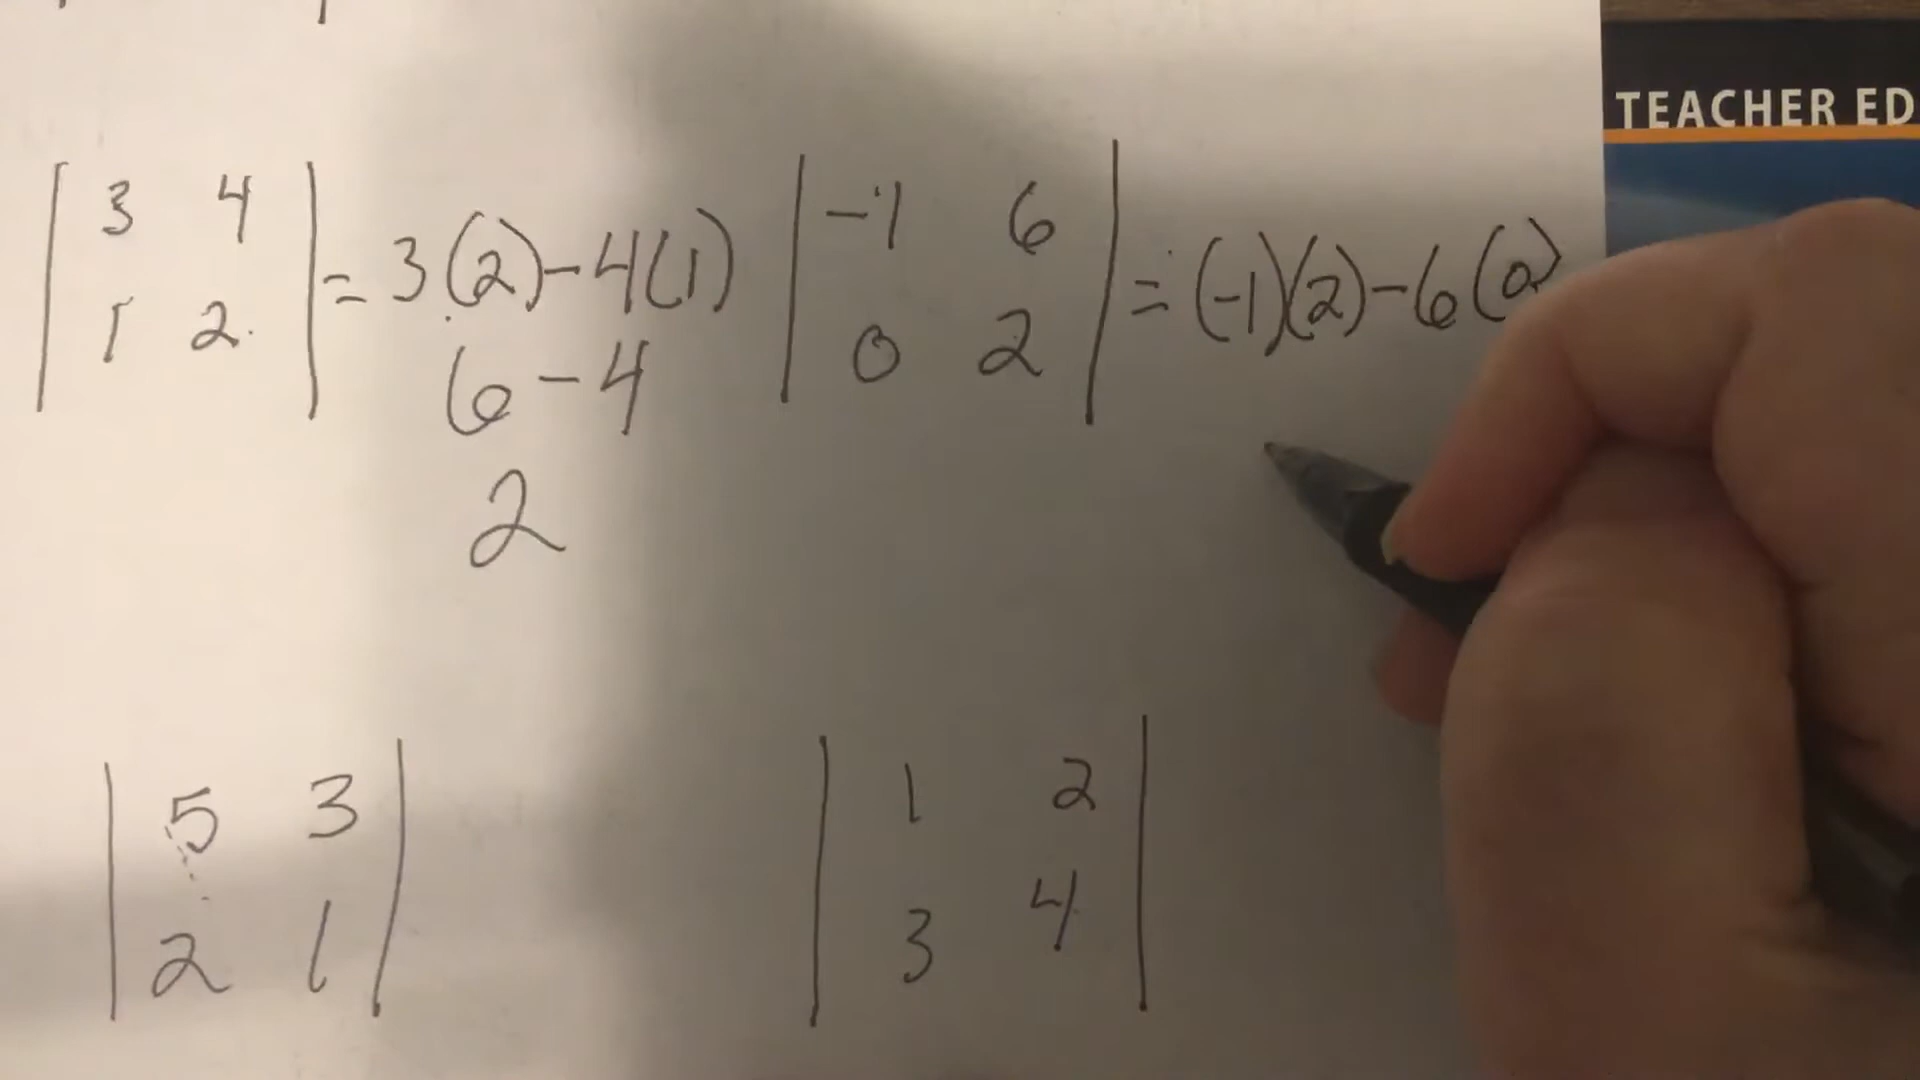 TEACHER ED
| 3 4 | = 3(2)-4(1)
| 1 2 |
6-4
2
| -1 6 | = (-1)(2)-6(0)
| 0 2 |
| 5 3 |
| 2 1 |
| 1 2 |
| 3 4 |